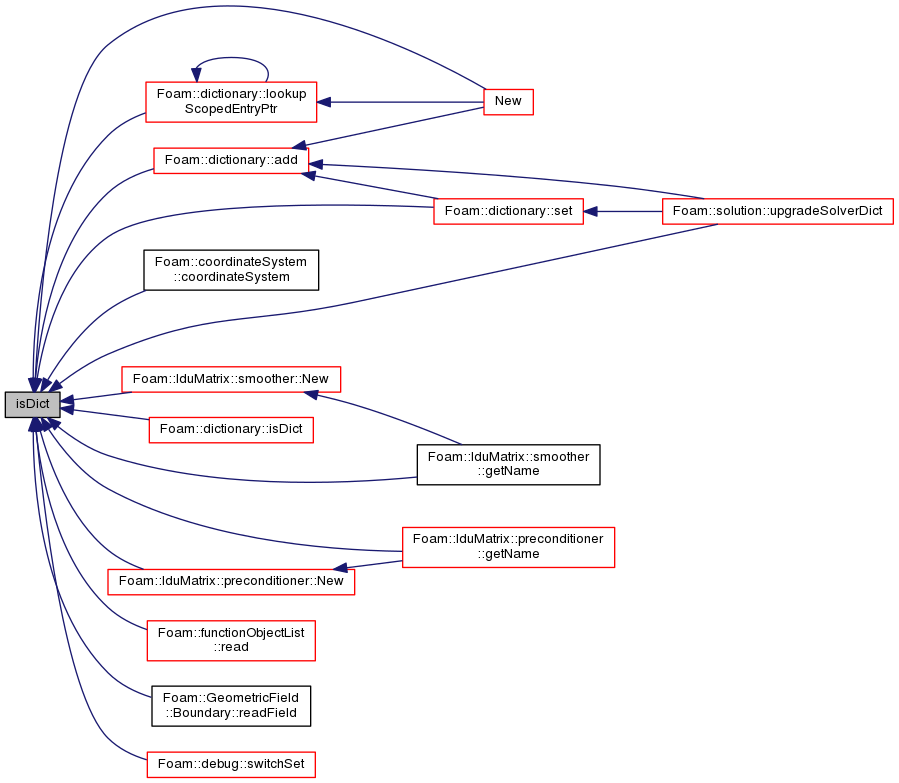 Foam::dictionary::lookup
ScopedEntryPtr
New
Foam::dictionary::add
Foam::dictionary::set
Foam::solution::upgradeSolverDict
Foam::coordinateSystem
::coordinateSystem
Foam::lduMatrix::smoother::New
isDict
Foam::dictionary::isDict
Foam::lduMatrix::smoother
::getName
Foam::lduMatrix::preconditioner
::getName
Foam::lduMatrix::preconditioner::New
Foam::functionObjectList
::read
Foam::GeometricField
::Boundary::readField
Foam::debug::switchSet